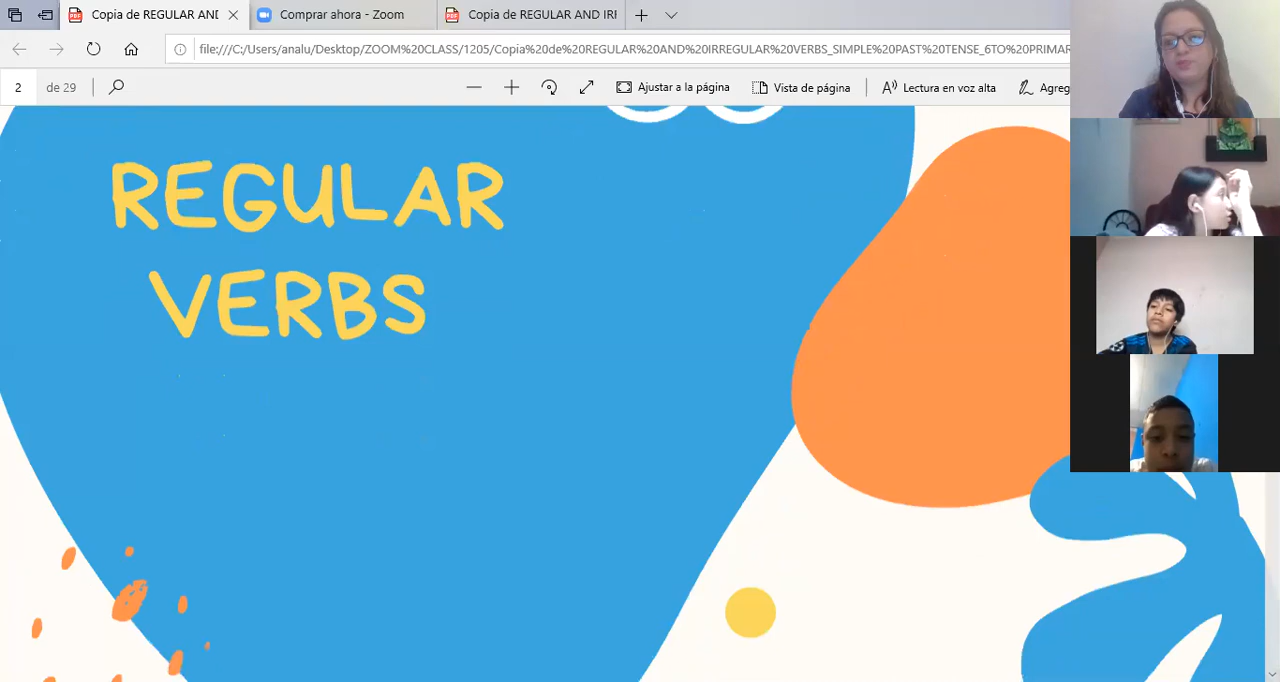 Copia de REGULAR AND
Comprar ahora - Zoom
Copia de REGULAR AND IRR
file:///C:/Users/analu/Desktop/ZOOM%20CLASS/1205/Copia%20de%20REGULAR%20AND%20IRREGULAR%20VERBS_SIMPLE%20PAST%20TENSE_6TO%20PRIMAR
2 de 29
Ajustar a la página
Vista de página
Lectura en voz alta
Agreg
REGULAR
VERBS